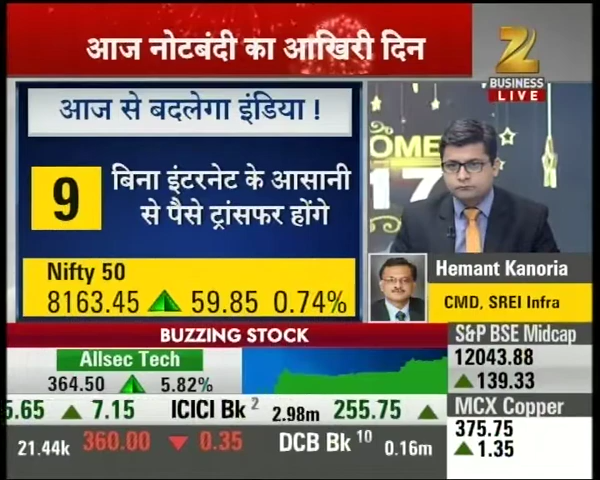 आज नोटबंदी का आखिरी दिन
Z
BUSINESS
LIVE
आज से बदलेगा इंडिया !
9
बिना इंटरनेट के आसानी
से पैसे ट्रांसफर होंगे
OME
17
Nifty 50
8163.45 ▲ 59.85 0.74%
Hemant Kanoria
CMD, SREI Infra
BUZZING STOCK
Allsec Tech
364.50 ▲ 5.82%
S&P BSE Midcap
12043.88
▲ 139.33
5.65 ▲ 7.15 ICICI Bk 2 2.98m 255.75 ▲
21.44k 360.00 ▼ 0.35 DCB Bk 10 0.16m
MCX Copper
375.75
▲ 1.35